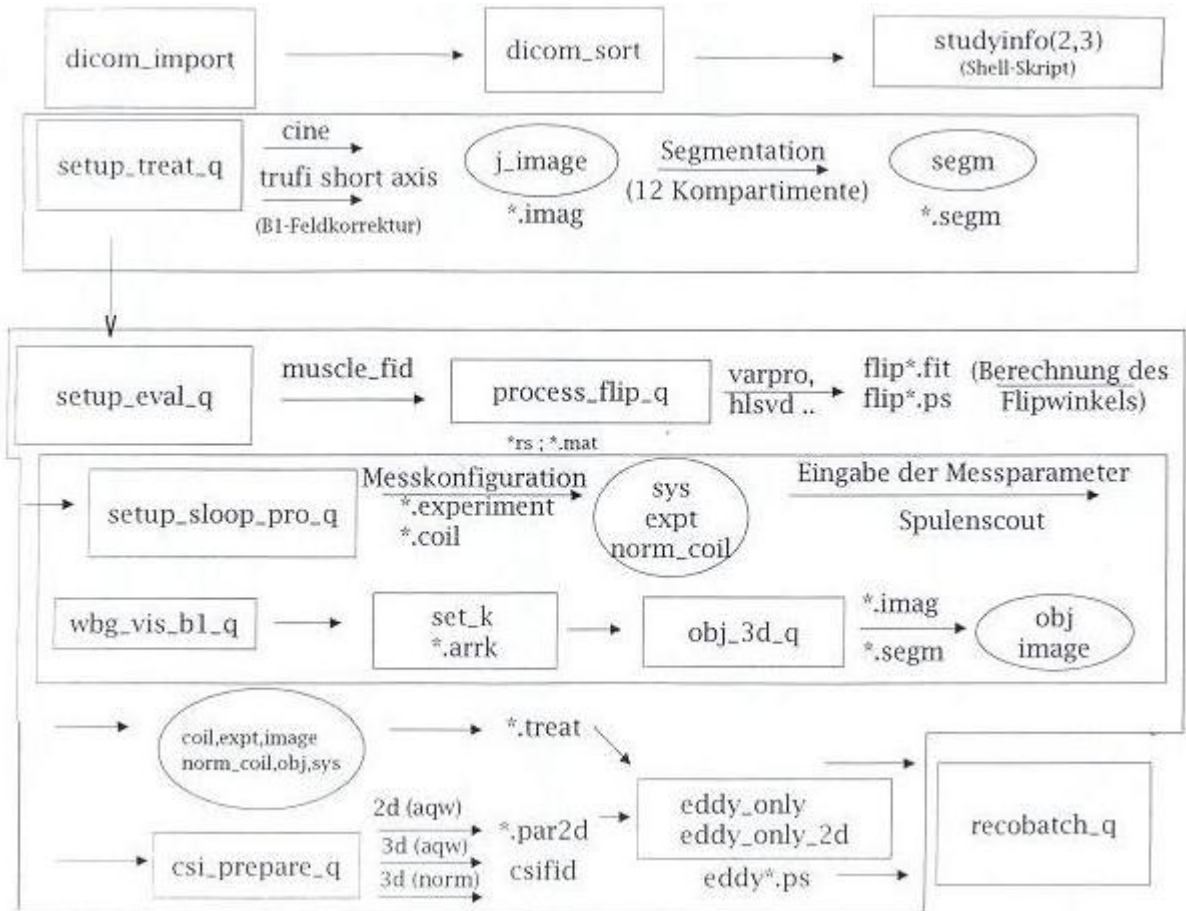 dicom_import
dicom_sort
studyinfo(2,3)
(Shell-Skript)
setup_treat_q
cine
trufi short axis
(B1-Feldkorrektur)
j_image
*.imag
Segmentation
(12 Kompartimente)
segm
*.segm
setup_eval_q
muscle_fid
process_flip_q
*rs ; *.mat
varpro,
hlsvd ..
flip*.fit
flip*.ps
(Berechnung des
Flipwinkels)
setup_sloop_pro_q
Messkonfiguration
*.experiment
*.coil
sys
expt
norm_coil
Eingabe der Messparameter
Spulenscout
wbg_vis_b1_q
set_k
*.arrk
obj_3d_q
*.imag
*.segm
obj
image
coil,expt,image
norm_coil,obj,sys
*.treat
csi_prepare_q
2d (aqw)
3d (aqw)
3d (norm)
*.par2d
csifid
eddy_only
eddy_only_2d
eddy*.ps
recobatch_q